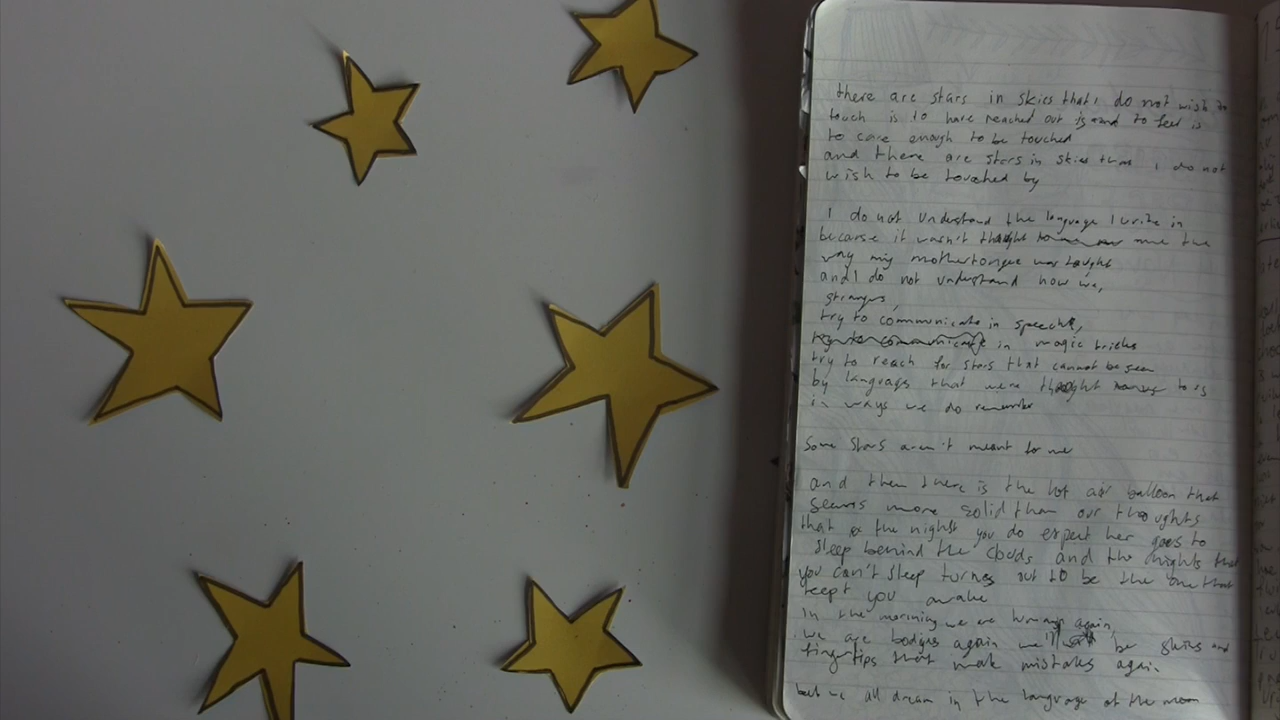 there are stars in skies that i do not wish to
touch is to have reached out is and to feel is
to care enough to be touched
and there are stars in skies that i do not
wish to be touched by
I do not understand the language I write in
because it wasn't taught me the
way my mothertongue was taught
and I do not understand how we,
strangers,
try to communicate in speech,
try to communicate in magic tricks
try to reach for stars that cannot be seen
by languages that were taught to us
in ways we do remember
Some stars aren't meant for me
and then there is the hot air balloon that
seems more solid than our thoughts
that the nights you do expect her goes to
sleep behind the clouds and the nights that
you can't sleep turnes out to be the one that
kept you awake
In the morning we are human again,
we are bodyes again we'll be skins and
fingertips that make mistakes again
but we all dream in the language of the moon